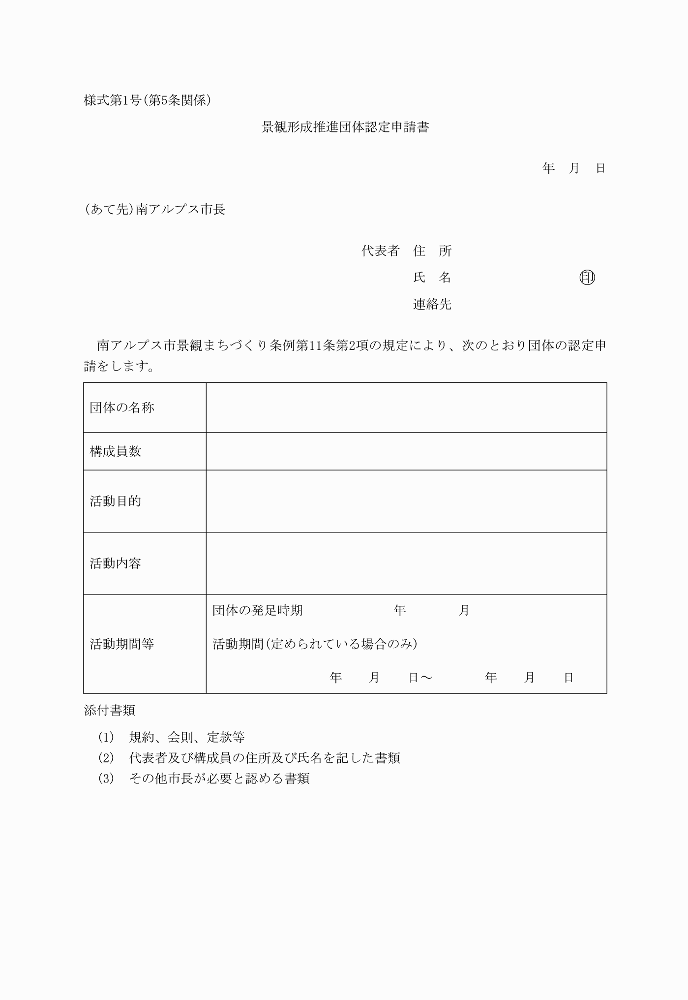 様式第1号(第5条関係)
景観形成推進団体認定申請書
年　月　日
(あて先)南アルプス市長
代表者　住　所
氏　名　㊞
連絡先
南アルプス市景観まちづくり条例第11条第2項の規定により、次のとおり団体の認定申
請をします。
団体の名称
構成員数
活動目的
活動内容
活動期間等
団体の発足時期　年　月
活動期間(定められている場合のみ)
年　月　日～　年　月　日
添付書類
(1)　規約、会則、定款等
(2)　代表者及び構成員の住所及び氏名を記した書類
(3)　その他市長が必要と認める書類